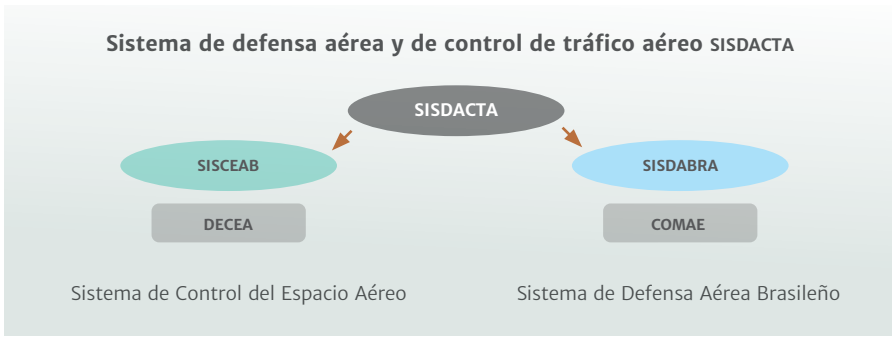 Sistema de defensa aérea y de control de tráfico aéreo SISDACTA
SISDACTA
SISCEAB
SISDABRA
DECEA
COMAE
Sistema de Control del Espacio Aéreo
Sistema de Defensa Aérea Brasileño